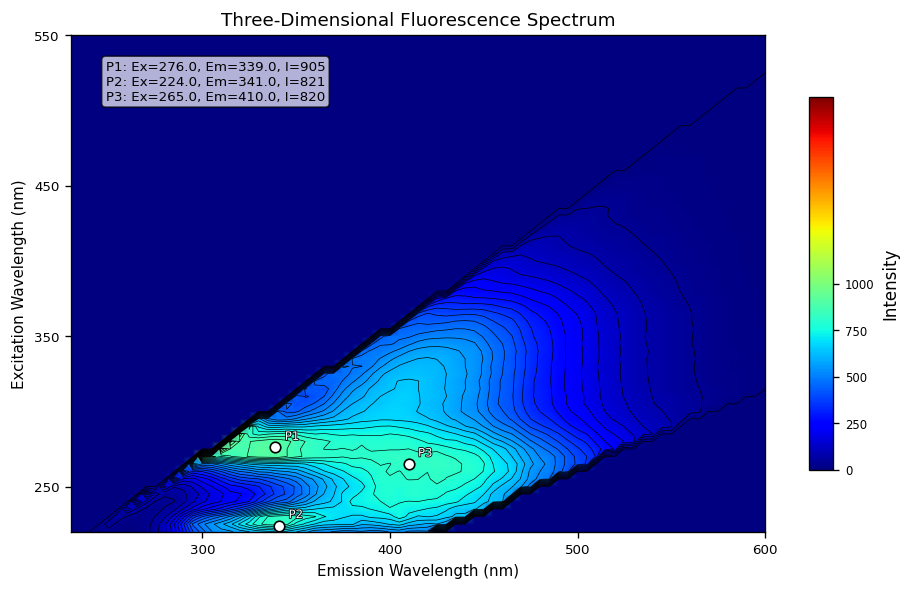 Three-Dimensional Fluorescence Spectrum
P1: Ex=276.0, Em=339.0, I=905
P2: Ex=224.0, Em=341.0, I=821
P3: Ex=265.0, Em=410.0, I=820
550
450
350
250
Excitation Wavelength (nm)
P1
P3
P2
300
400
500
600
Emission Wavelength (nm)
1000
750
500
250
0
Intensity